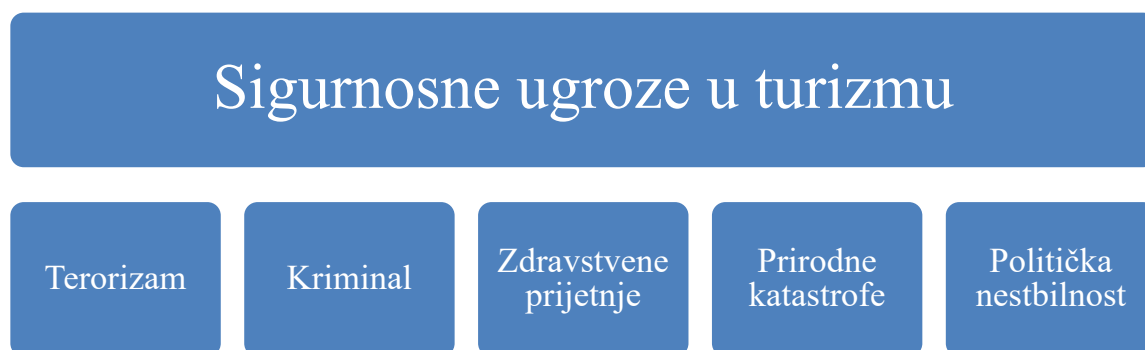 Sigurnosne ugroze u turizmu
Terorizam
Kriminal
Zdravstvene
prijetnje
Prirodne
katastrofe
Politička
nestbilnost